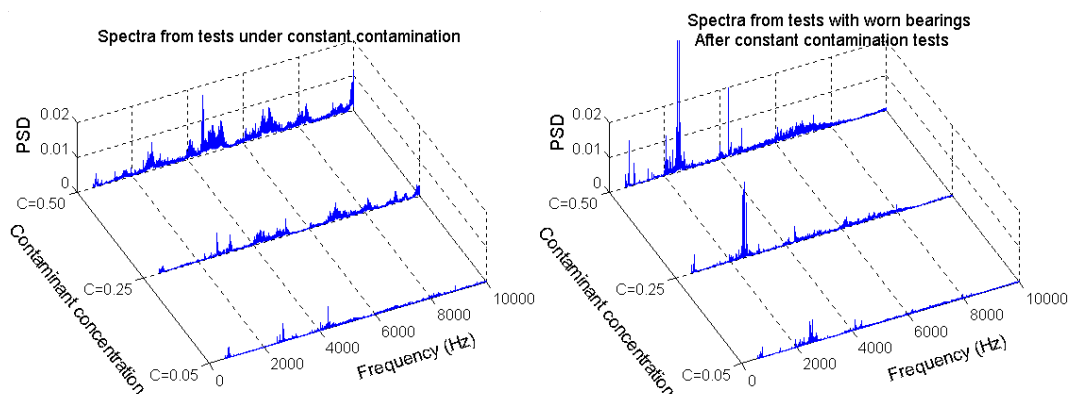 Spectra from tests under constant contamination
0.02
0.01
0
PSD
C=0.50
C=0.25
C=0.05
Contaminant concentration
0
2000
4000
6000
8000
10000
Frequency (Hz)
Spectra from tests with worn bearings
After constant contamination tests
0.02
0.01
0
PSD
C=0.50
C=0.25
C=0.05
Contaminant concentration
0
2000
4000
6000
8000
10000
Frequency (Hz)